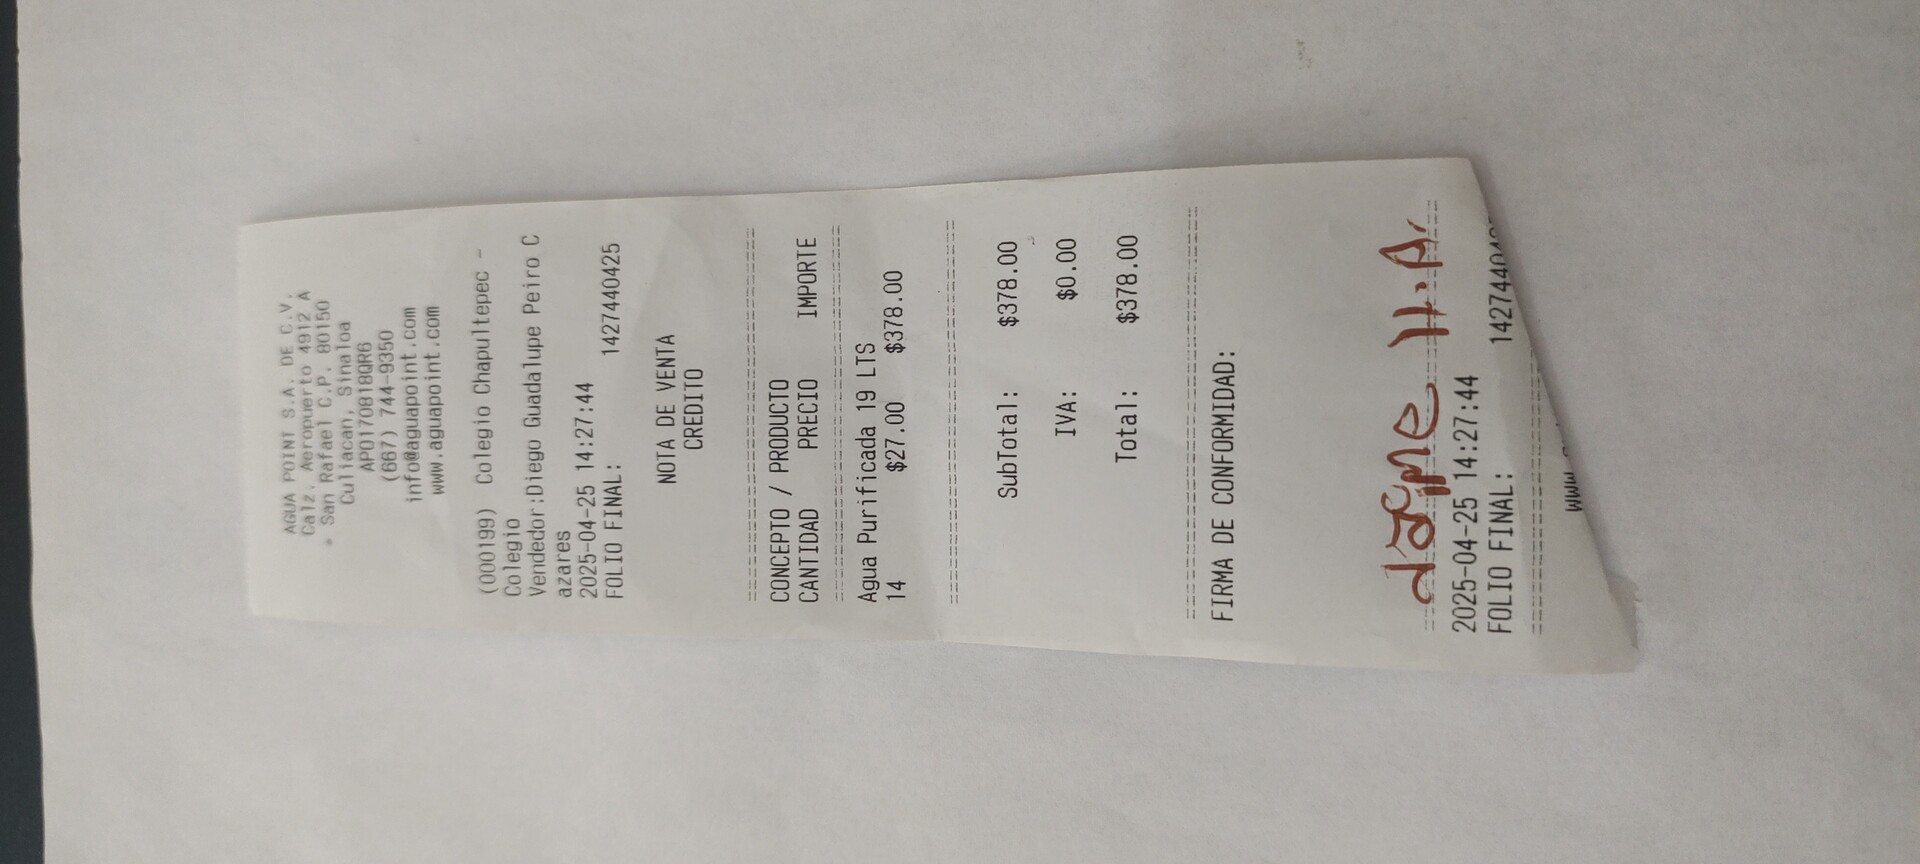 AGUA POINT S.A. DE C.V.
Calz. Aeropuerto 4912 A
San Rafael C.P. 80150
Culiacan, Sinaloa
APO170818QR6
(667) 744-9350
info@aguapoint.com
www.aguapoint.com
(000199) Colegio Chapultepec -
Colegio
Vendedor:Diego Guadalupe Peiro C
azares
2025-04-25 14:27:44
FOLIO FINAL: 1427440425
NOTA DE VENTA
CREDITO
CONCEPTO / PRODUCTO
CANTIDAD PRECIO IMPORTE
Agua Purificada 19 LTS
14 $27.00 $378.00
SubTotal: $378.00
IVA: $0.00
Total: $378.00
FIRMA DE CONFORMIDAD:
H.A.
2025-04-25 14:27:44
FOLIO FINAL: 14274404
www.